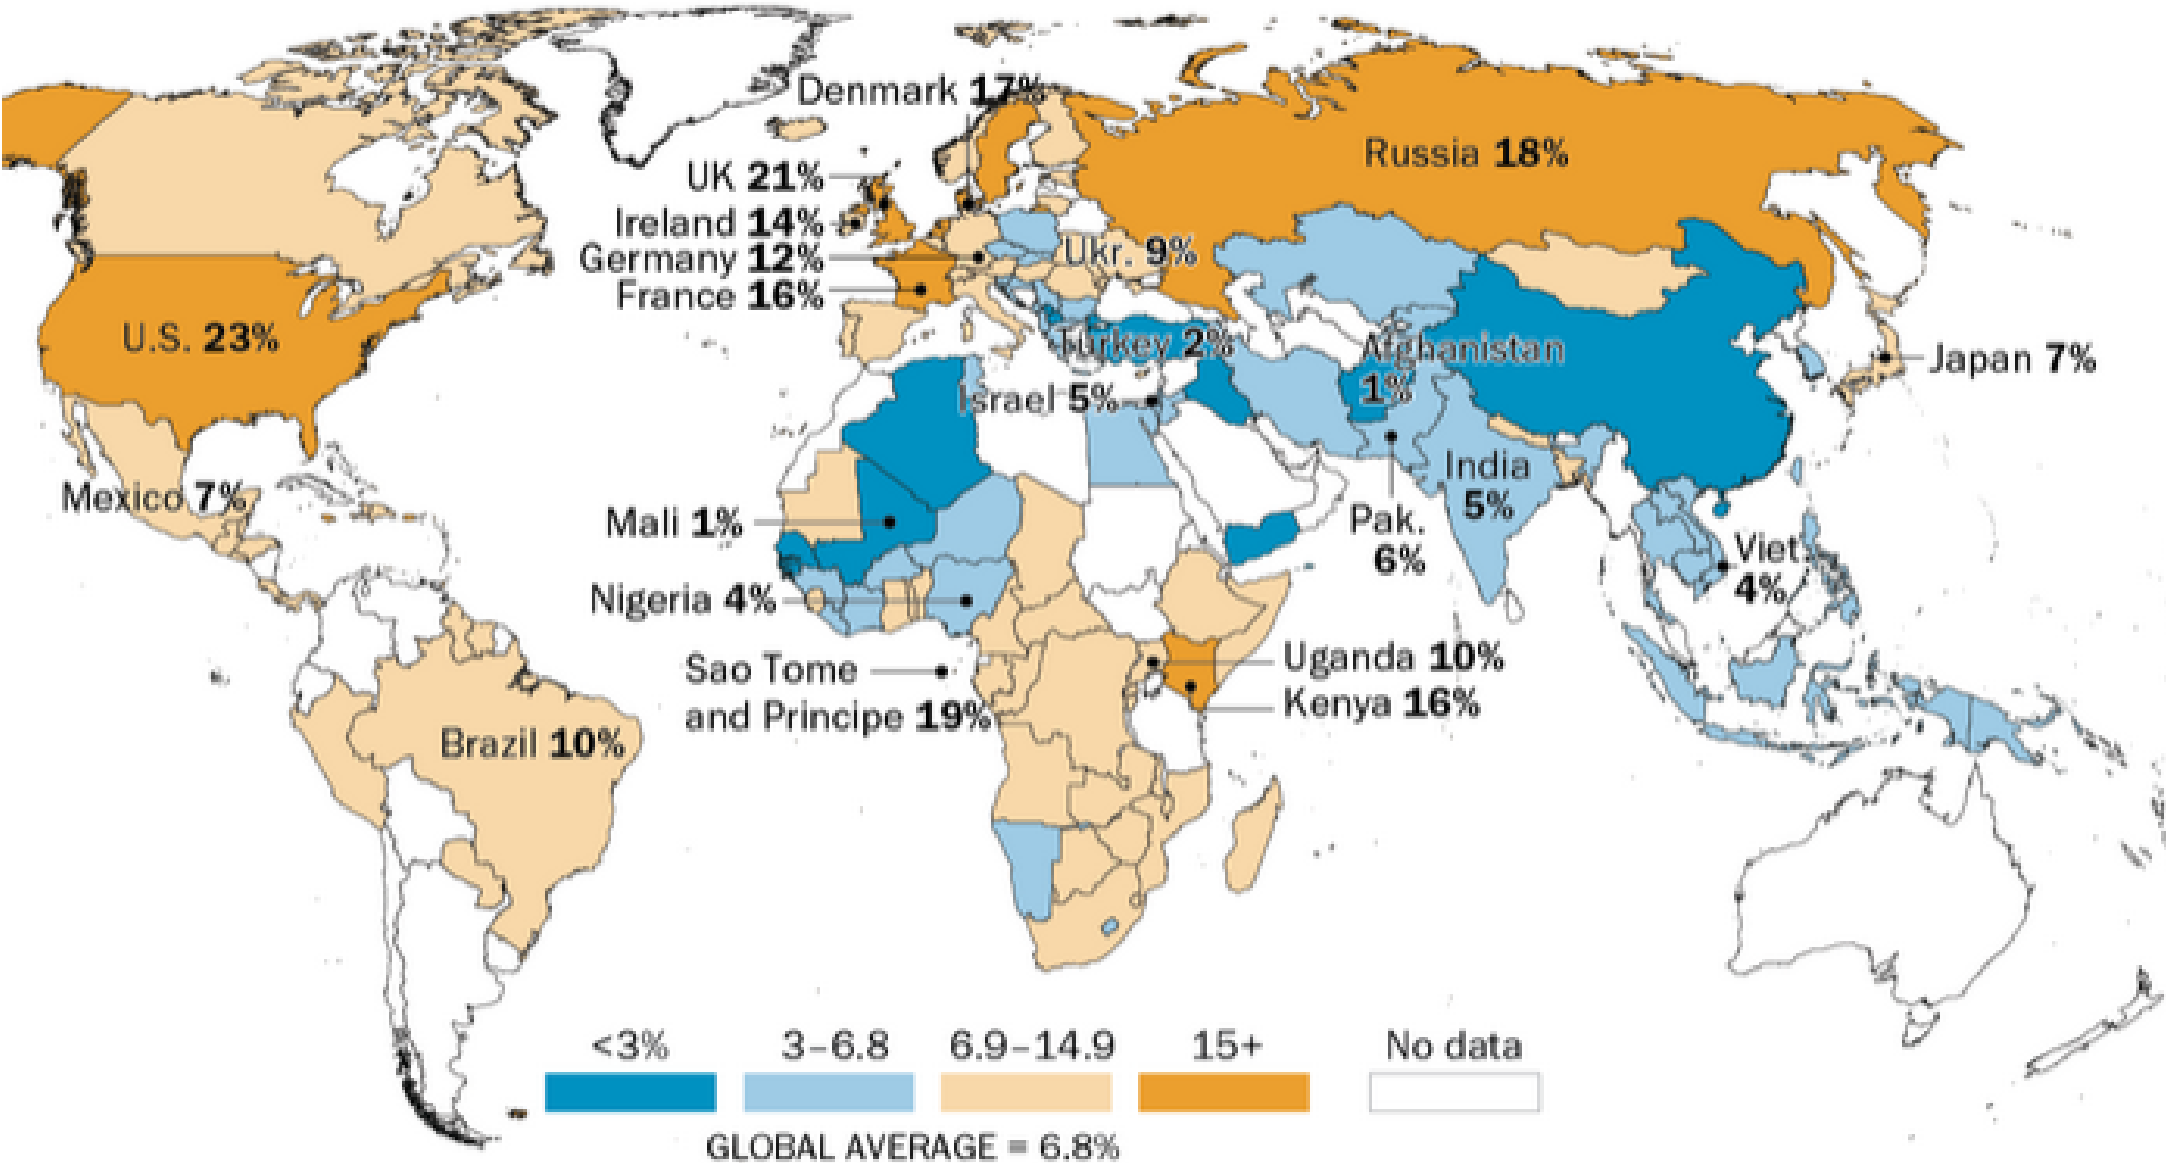 Denmark 17%
UK 21%
Ireland 14%
Germany 12%
France 16%
Russia 18%
Ukr. 9%
U.S. 23%
Turkey 2%
Afghanistan
1%
Japan 7%
Israel 5%
Mexico 7%
India
5%
Mali 1%
Pak.
6%
Viet.
4%
Nigeria 4%
Sao Tome
and Principe 19%
Uganda 10%
Kenya 16%
Brazil 10%
<3%
3–6.8
6.9–14.9
15+
No data
GLOBAL AVERAGE = 6.8%